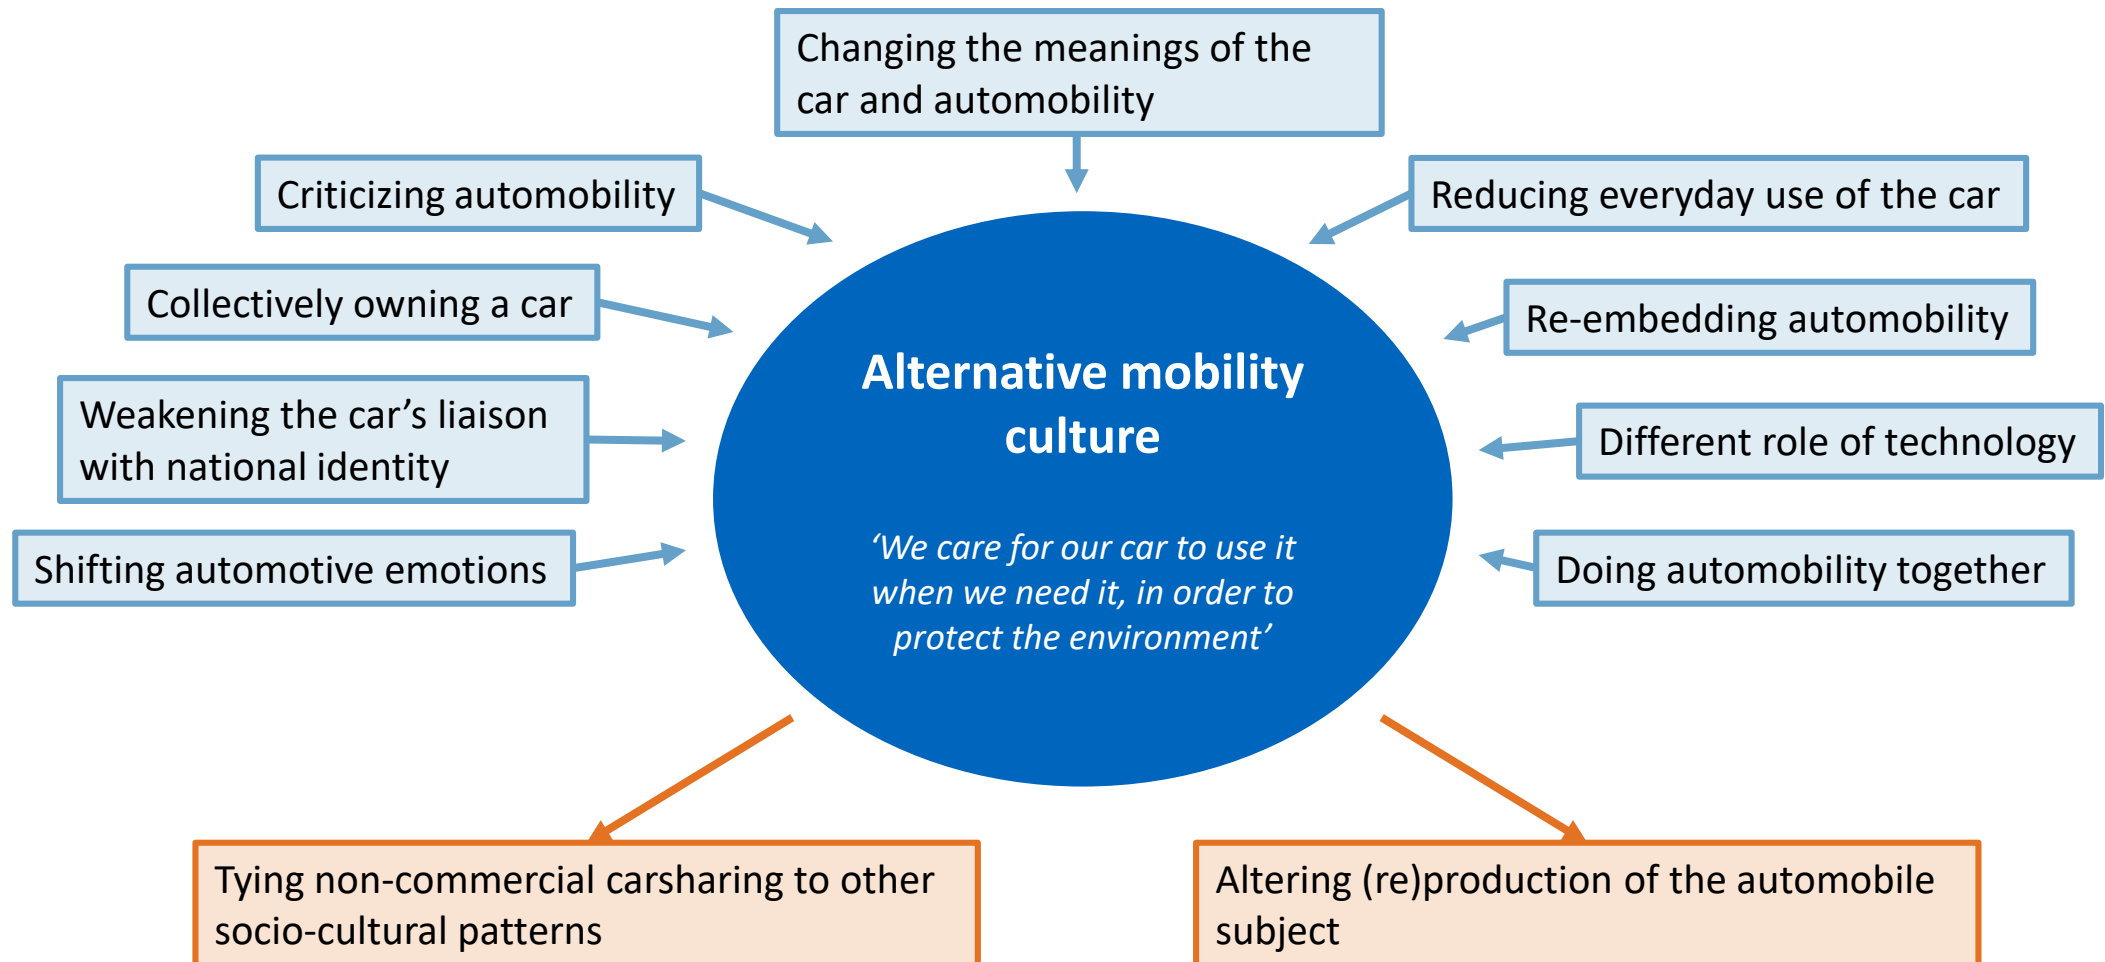 Changing the meanings of the
car and automobility
Criticizing automobility
Reducing everyday use of the car
Collectively owning a car
Re-embedding automobility
Weakening the car’s liaison
with national identity
Different role of technology
Shifting automotive emotions
Doing automobility together
Alternative mobility
culture
‘We care for our car to use it
when we need it, in order to
protect the environment’
Tying non-commercial carsharing to other
socio-cultural patterns
Altering (re)production of the automobile
subject